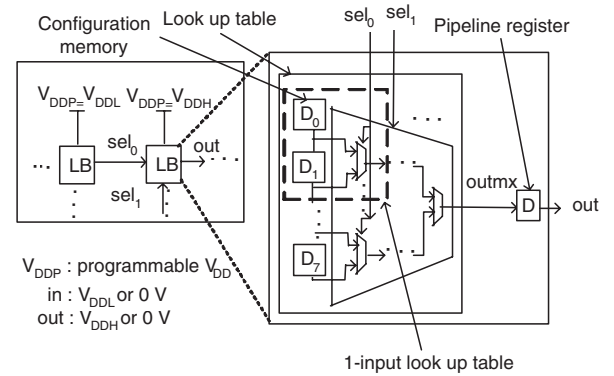 Configuration memory
Look up table
sel0
sel1
Pipeline register
VDDP=VDDL
VDDP=VDDH
... LB
sel0
LB
out
...
sel1
D0
D1
D7
outmx
D
out
VDDP : programmable VDD
in : VDDL or 0 V
out : VDDH or 0 V
1-input look up table